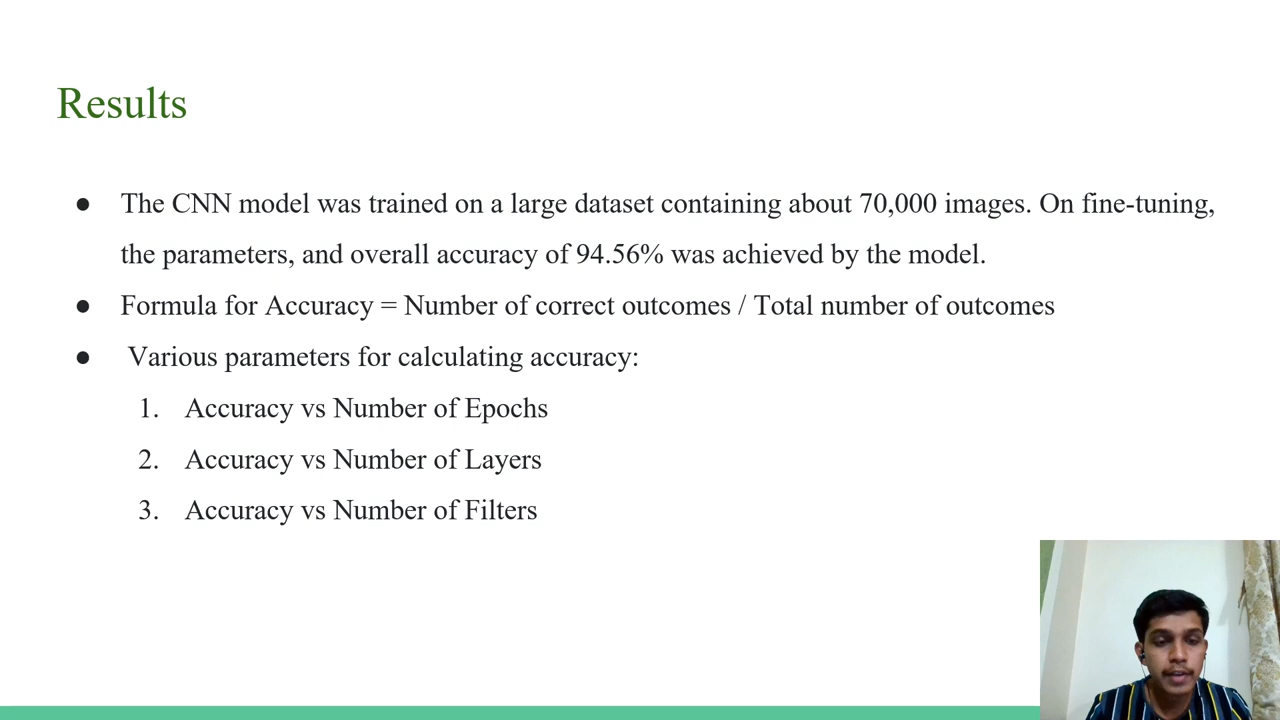 Results
● The CNN model was trained on a large dataset containing about 70,000 images. On fine-tuning,
the parameters, and overall accuracy of 94.56% was achieved by the model.
● Formula for Accuracy = Number of correct outcomes / Total number of outcomes
● Various parameters for calculating accuracy:
1. Accuracy vs Number of Epochs
2. Accuracy vs Number of Layers
3. Accuracy vs Number of Filters